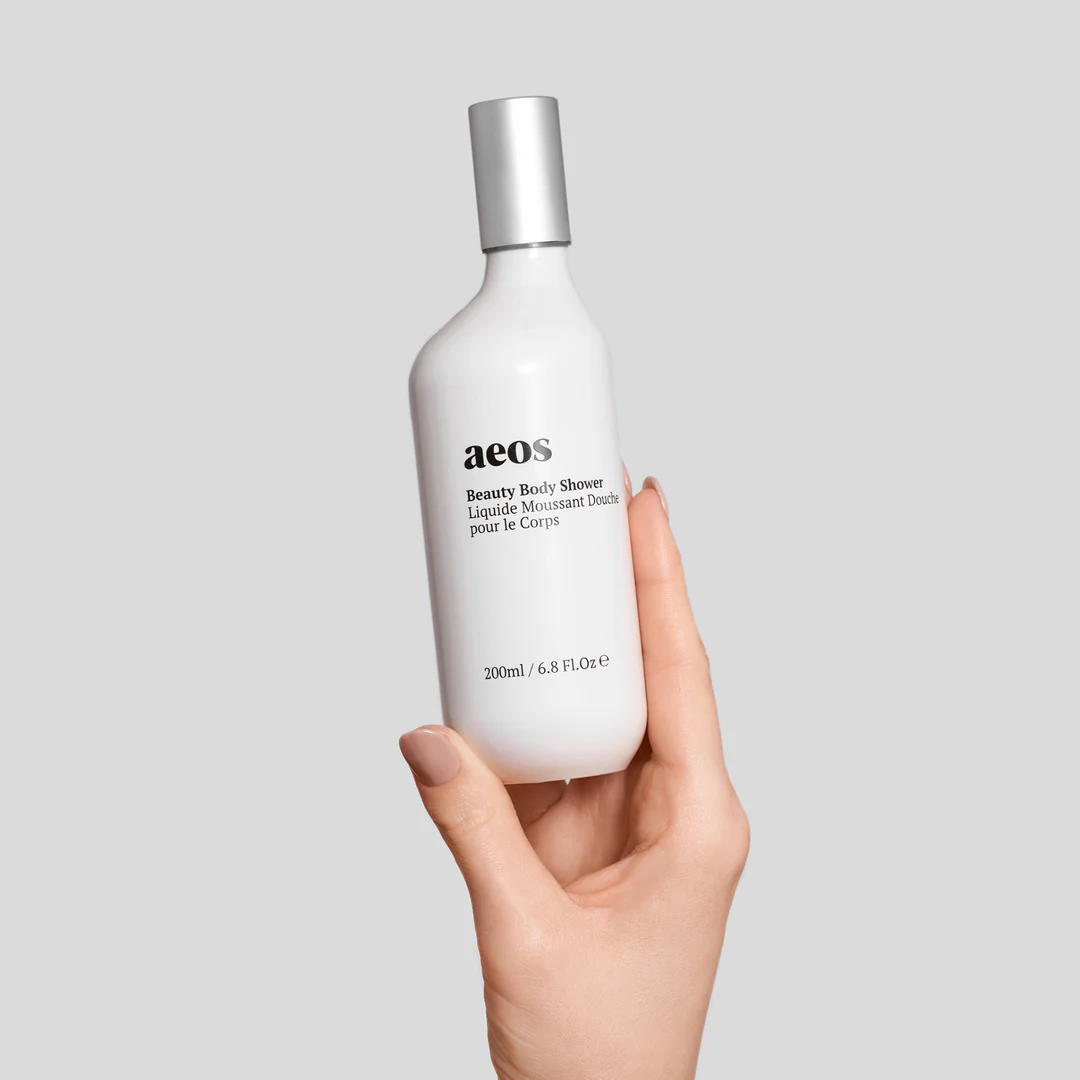 aeos
Beauty Body Shower
Liquide Moussant Douche
pour le Corps
200ml / 6.8 Fl.Oz ℮